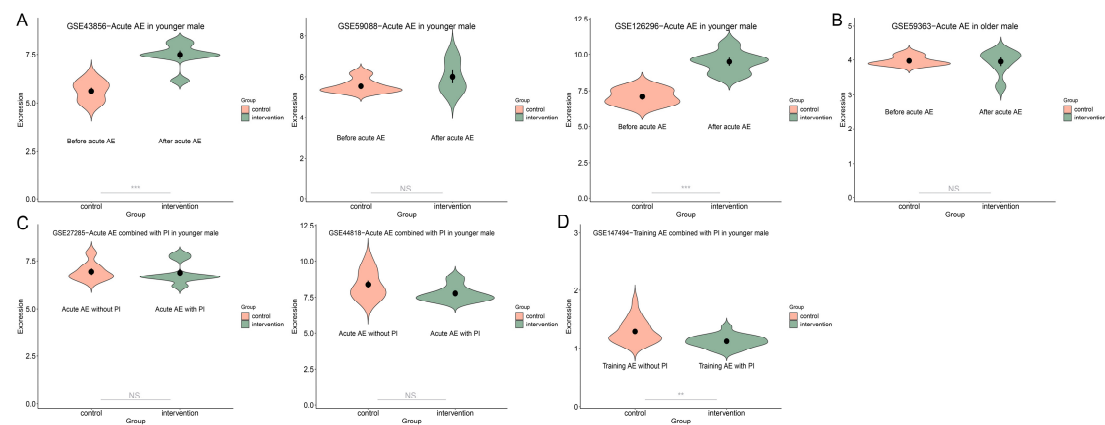 A
GSE43856-Acute AE in younger male
Expression
7.5
5.0
2.5
0.0
Before acute AE
After acute AE
***
control
intervention
Group
Group
control
intervention
GSE59088-Acute AE in younger male
Expression
8
6
4
2
0
Before acute AE
After acute AE
NS
control
intervention
Group
Group
control
intervention
GSE126296-Acute AE in younger male
Expression
12.5
10.0
7.5
5.0
2.5
0.0
Before acute AE
After acute AE
***
control
intervention
Group
Group
control
intervention
B
GSE59363-Acute AE in older male
Expression
5
4
3
2
1
0
Before acute AE
After acute AE
NS
control
intervention
Group
Group
control
intervention
C
GSE27285-Acute AE combined with PI in younger male
Expression
7.5
5.0
2.5
0.0
Acute AE without PI
Acute AE with PI
NS
control
intervention
Group
Group
control
intervention
GSE44818-Acute AE combined with PI in younger male
Expression
12.5
10.0
7.5
5.0
2.5
0.0
Acute AE without PI
Acute AE with PI
NS
control
intervention
Group
Group
control
intervention
D
GSE147494-Training AE combined with PI in younger male
Expression
3
2
1
0
Training AE without PI
Training AE with PI
**
control
intervention
Group
Group
control
intervention